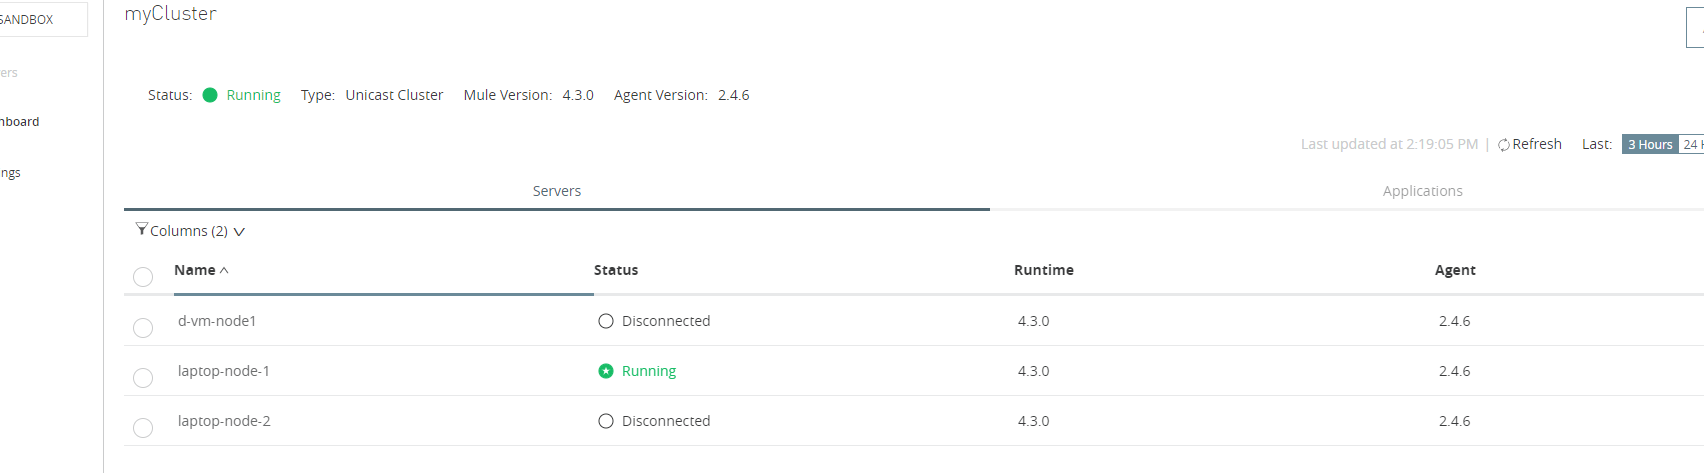 myCluster
SANDBOX
ers
Status: Running Type: Unicast Cluster Mule Version: 4.3.0 Agent Version: 2.4.6
nboard
Last updated at 2:19:05 PM | Refresh Last: 3 Hours 24 H
ngs
Servers Applications
Columns (2)
Name Status Runtime Agent
d-vm-node1 Disconnected 4.3.0 2.4.6
laptop-node-1 Running 4.3.0 2.4.6
laptop-node-2 Disconnected 4.3.0 2.4.6